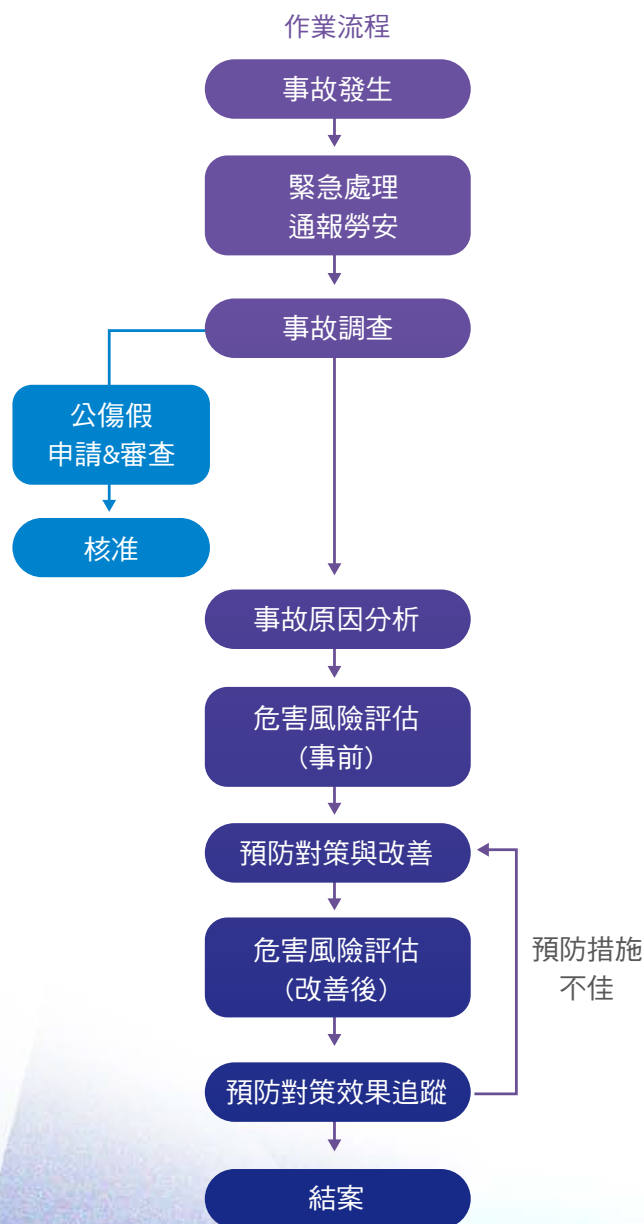 作業流程
事故發生
緊急處理
通報勞安
事故調查
公傷假
申請&審查
核准
事故原因分析
危害風險評估
（事前）
預防對策與改善
危害風險評估
（改善後）
預防措施
不佳
預防對策效果追蹤
結案